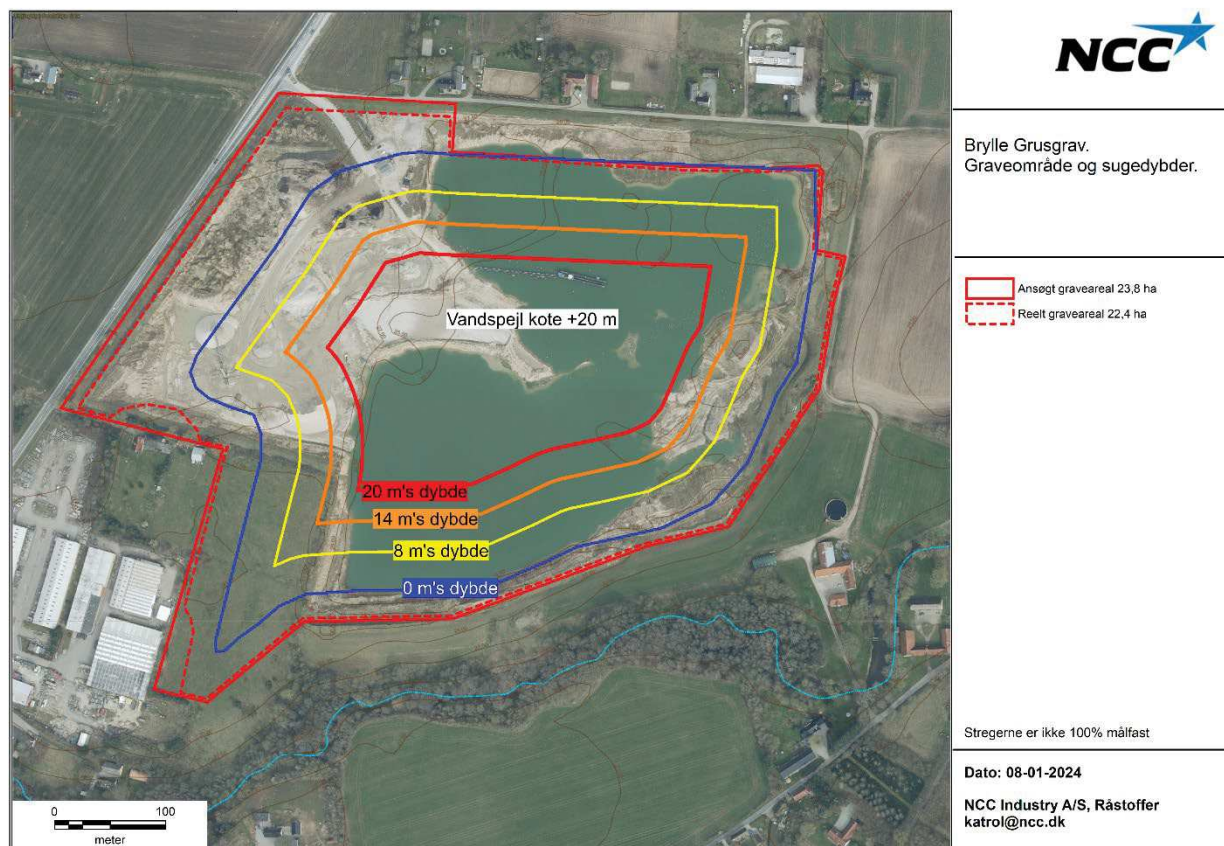 NCC
Brylle Grusgrav.
Graveområde og sugedybder.
Ansøgt graveareal 23,8 ha
Reelt graveareal 22,4 ha
Vandspejl kote +20 m
20 m's dybde
14 m's dybde
8 m's dybde
0 m's dybde
Stregerne er ikke 100% målfast
Dato: 08-01-2024
NCC Industry A/S, Råstoffer
katrol@ncc.dk
0 100
meter